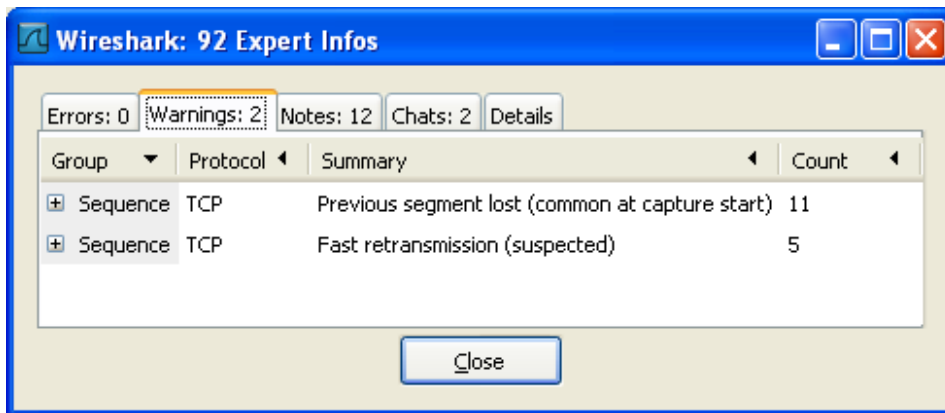 Wireshark: 92 Expert Infos
Errors: 0 Warnings: 2 Notes: 12 Chats: 2 Details
Group Protocol Summary Count
Sequence TCP Previous segment lost (common at capture start) 11
Sequence TCP Fast retransmission (suspected) 5
Close